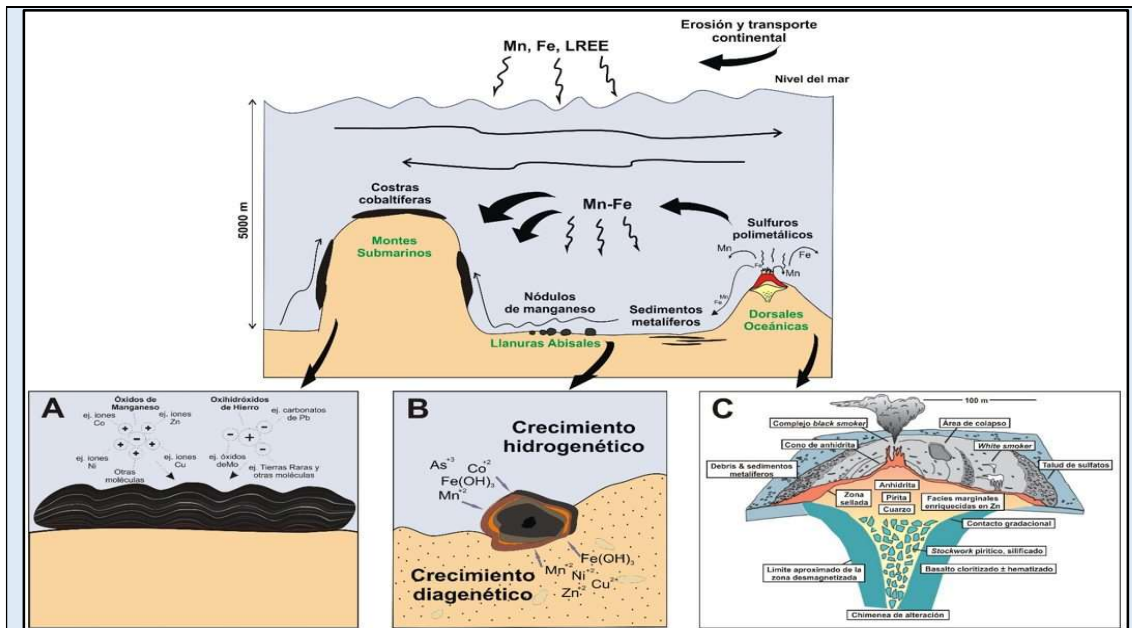 Erosión y transporte
continental
Mn, Fe, LREE
Nivel del mar
5000 m
Costras
cobaltíferas
Mn-Fe
Sulfuros
polimetálicos
Montes
Submarinos
Mn
Fe
Fe
Mn
Mn
Fe
Nódulos
de manganeso
Sedimentos
metalíferos
Dorsales
Oceánicas
Llanuras Abisales
A
Óxidos de
Manganeso
Oxihidróxidos
de Hierro
ej. iones
Co
ej. iones
Zn
ej. carbonatos
de Pb
ej. iones
Ni
ej. iones
Cu
ej. óxidos
deMo
ej. Tierras Raras y
otras moléculas
Otras
moléculas
B
Crecimiento
hidrogenético
As+3
Co+2
Fe(OH)3
Mn+2
Fe(OH)3
Mn+2
Ni+2
Cu2+
Zn+2
Crecimiento
diagenético
C
100 m
Complejo black smoker
Área de colapso
Cono de anhidrita
White smoker
Debris & sedimentos
metalíferos
Talud de sulfatos
Anhidrita
Zona
sellada
Pirita
Facies marginales
enriquecidas en Zn
Cuarzo
Contacto gradacional
Stockwork pirítico, silificado
Límite aproximado de la
zona desmagnetizada
Basalto cloritizado ± hematizado
Chimenea de alteración